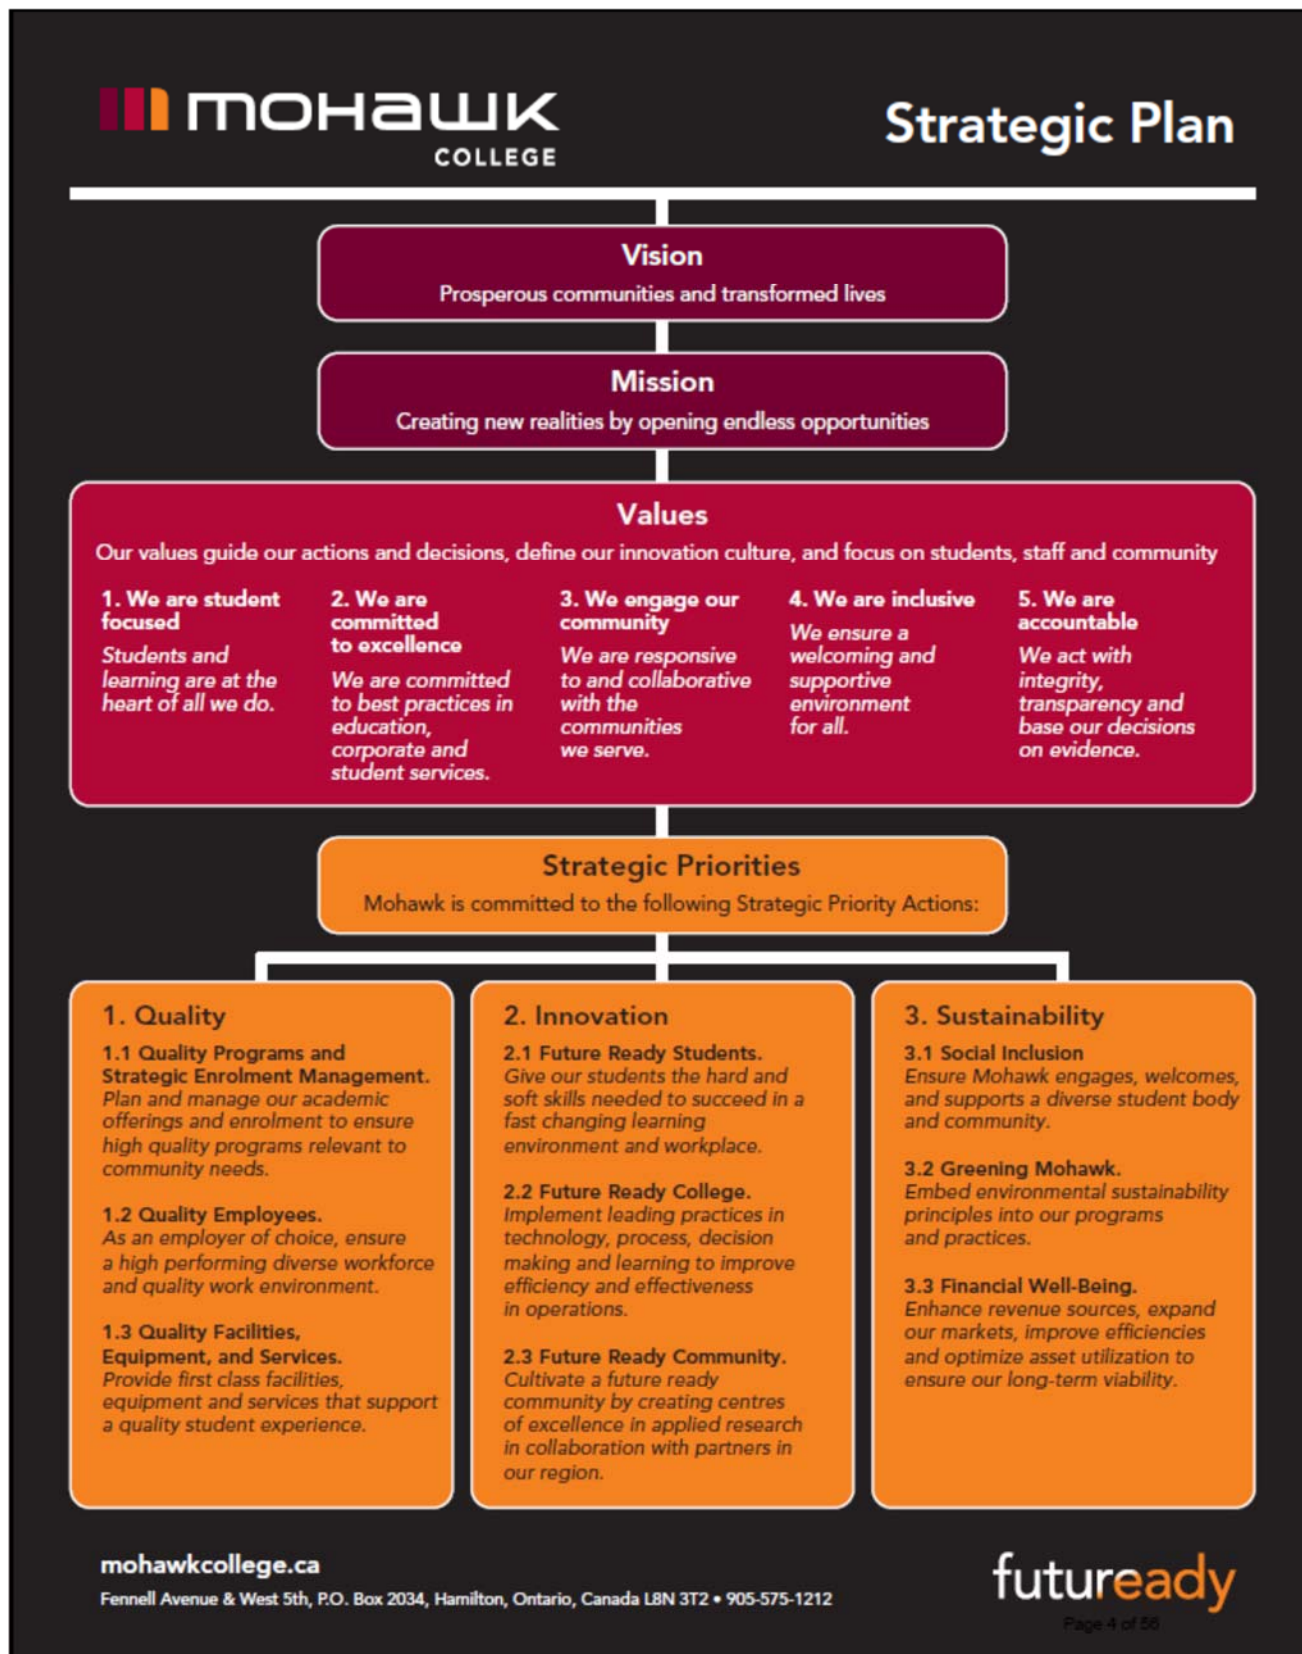 mohawk
COLLEGE
Strategic Plan
Vision
Prosperous communities and transformed lives
Mission
Creating new realities by opening endless opportunities
Values
Our values guide our actions and decisions, define our innovation culture, and focus on students, staff and community
1. We are student
focused
Students and
learning are at the
heart of all we do.
2. We are
committed
to excellence
We are committed
to best practices in
education,
corporate and
student services.
3. We engage our
community
We are responsive
to and collaborative
with the
communities
we serve.
4. We are inclusive
We ensure a
welcoming and
supportive
environment
for all.
5. We are
accountable
We act with
integrity,
transparency and
base our decisions
on evidence.
Strategic Priorities
Mohawk is committed to the following Strategic Priority Actions:
1. Quality
1.1 Quality Programs and
Strategic Enrolment Management.
Plan and manage our academic
offerings and enrolment to ensure
high quality programs relevant to
community needs.
1.2 Quality Employees.
As an employer of choice, ensure
a high performing diverse workforce
and quality work environment.
1.3 Quality Facilities,
Equipment, and Services.
Provide first class facilities,
equipment and services that support
a quality student experience.
2. Innovation
2.1 Future Ready Students.
Give our students the hard and
soft skills needed to succeed in a
fast changing learning
environment and workplace.
2.2 Future Ready College.
Implement leading practices in
technology, process, decision
making and learning to improve
efficiency and effectiveness
in operations.
2.3 Future Ready Community.
Cultivate a future ready
community by creating centres
of excellence in applied research
in collaboration with partners in
our region.
3. Sustainability
3.1 Social Inclusion
Ensure Mohawk engages, welcomes,
and supports a diverse student body
and community.
3.2 Greening Mohawk.
Embed environmental sustainability
principles into our programs
and practices.
3.3 Financial Well-Being.
Enhance revenue sources, expand
our markets, improve efficiencies
and optimize asset utilization to
ensure our long-term viability.
mohawkcollege.ca
Fennell Avenue & West 5th, P.O. Box 2034, Hamilton, Ontario, Canada L8N 3T2 • 905-575-1212
futuready
Page 4 of 56